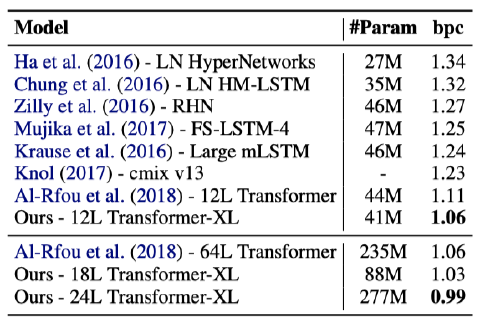 Model #Param bpc
Ha et al. (2016) - LN HyperNetworks 27M 1.34
Chung et al. (2016) - LN HM-LSTM 35M 1.32
Zilly et al. (2016) - RHN 46M 1.27
Mujika et al. (2017) - FS-LSTM-4 47M 1.25
Krause et al. (2016) - Large mLSTM 46M 1.24
Knol (2017) - cmix v13 - 1.23
Al-Rfou et al. (2018) - 12L Transformer 44M 1.11
Ours - 12L Transformer-XL 41M 1.06
Al-Rfou et al. (2018) - 64L Transformer 235M 1.06
Ours - 18L Transformer-XL 88M 1.03
Ours - 24L Transformer-XL 277M 0.99